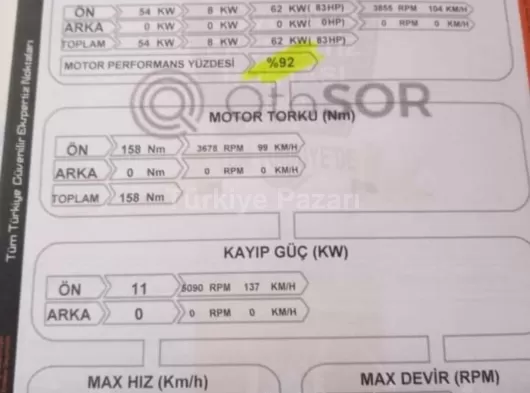 ÖN 54 KW 8 KW 62 KW( 83HP) 3855 RPM 104 KM/H
ARKA 0 KW 0 KW 0 KW( 0HP) 0 RPM 0 KM/H
TOPLAM 54 KW 8 KW 62 KW( 83HP)
MOTOR PERFORMANS YÜZDESİ %92
OtoSOR
MOTOR TORKU (Nm)
ÖN 158 Nm 3678 RPM 99 KM/H
ARKA 0 Nm 0 RPM 0 KM/H
TOPLAM 158 Nm
Türkiye Pazarı
KAYIP GÜÇ (KW)
ÖN 11 5090 RPM 137 KM/H
ARKA 0 0 RPM 0 KM/H
MAX HIZ (Km/h) MAX DEVİR (RPM)
Tüm Türkiye Güvenilir Ekspertiz Noktaları